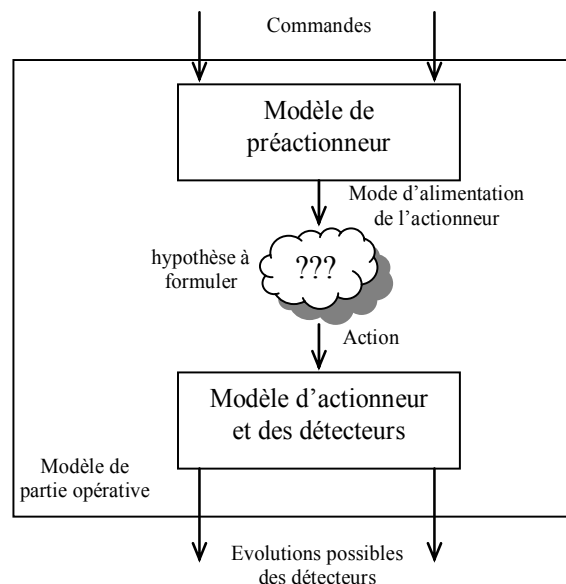 Commandes
Modèle de
préactionneur
Mode d'alimentation
de l'actionneur
hypothèse à
formuler
???
Action
Modèle d'actionneur
et des détecteurs
Modèle de
partie opérative
Evolutions possibles
des détecteurs